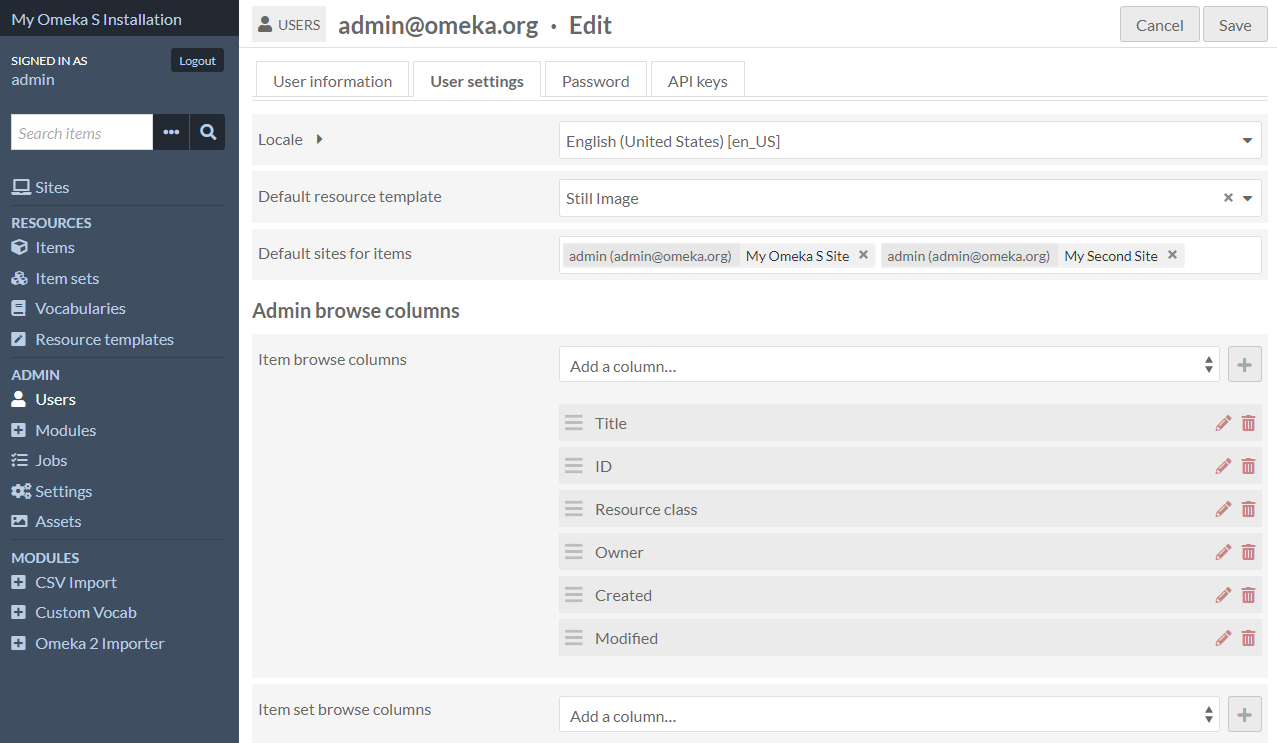 My Omeka S Installation
SIGNED IN AS
admin
Logout
Search items
Sites
RESOURCES
Items
Item sets
Vocabularies
Resource templates
ADMIN
Users
Modules
Jobs
Settings
Assets
MODULES
CSV Import
Custom Vocab
Omeka 2 Importer
USERS admin@omeka.org · Edit
Cancel Save
User information User settings Password API keys
Locale English (United States) [en_US]
Default resource template Still Image
Default sites for items admin (admin@omeka.org) My Omeka S Site admin (admin@omeka.org) My Second Site
Admin browse columns
Item browse columns Add a column...
Title
ID
Resource class
Owner
Created
Modified
Item set browse columns Add a column...